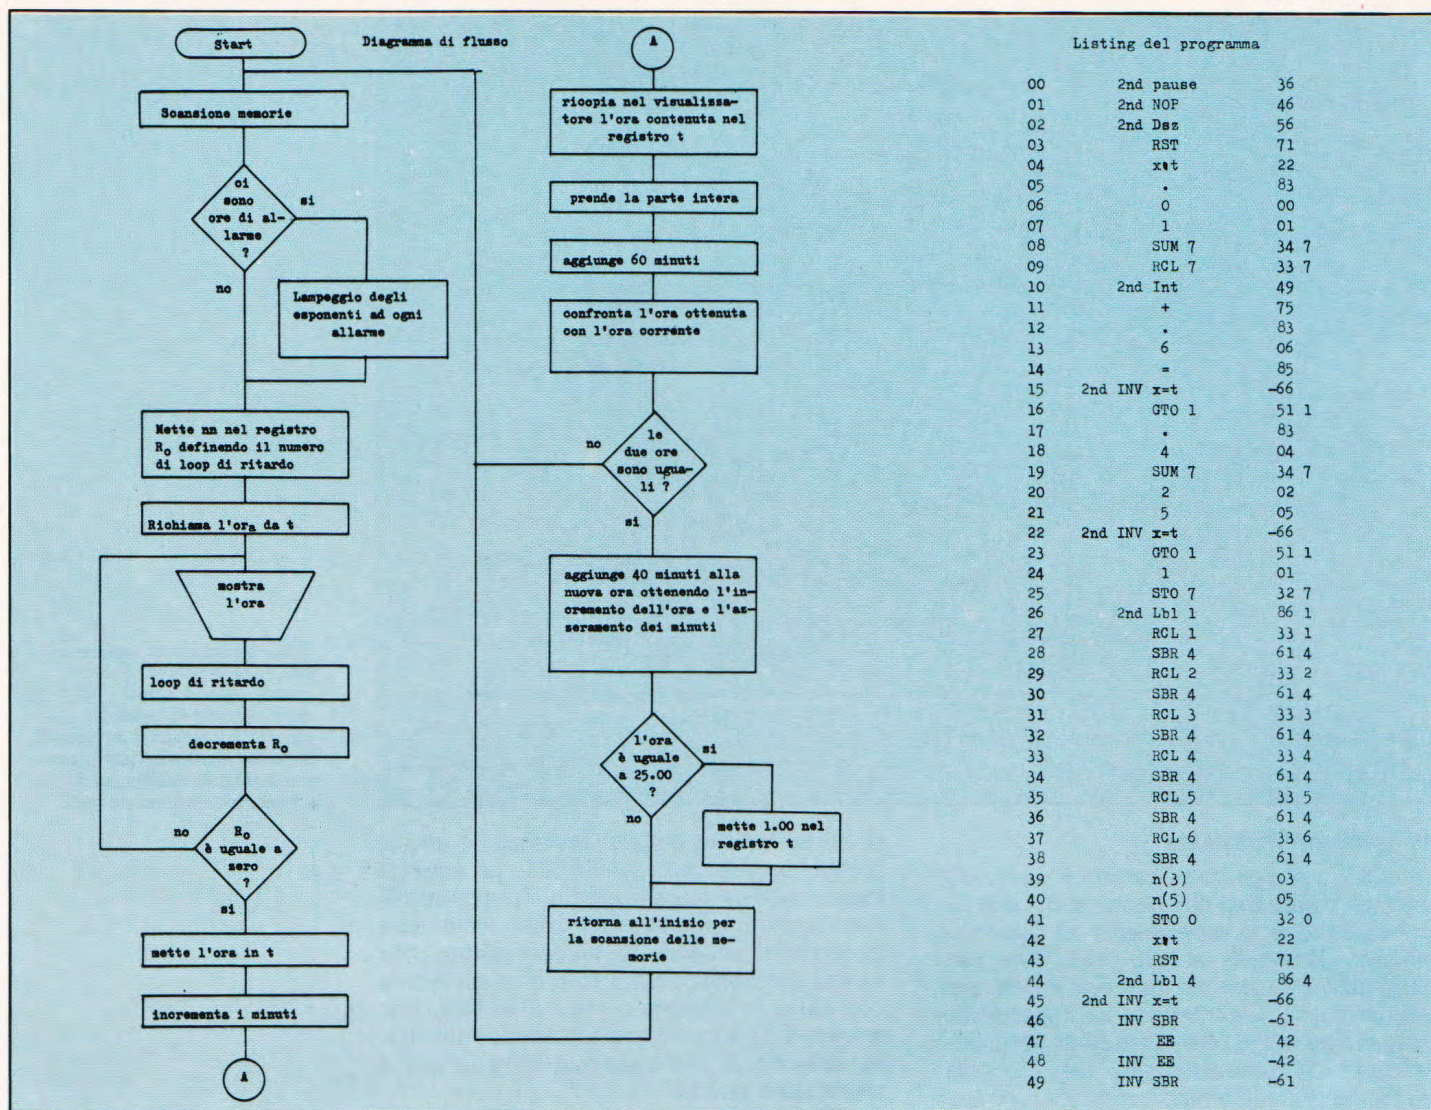 Start
Diagramma di flusso
Scansione memorie
ci
sono
ore di al-
larme
?
si
no
Lampeggio degli
esponenti ad ogni
allarme
Mette nn nel registro
R₀ definendo il numero
di loop di ritardo
Richiama l'ora da t
mostra
l'ora
loop di ritardo
decrementa R₀
no
R₀
è uguale a
zero
?
si
mette l'ora in t
incrementa i minuti
A
A
ricopia nel visualizza-
tore l'ora contenuta nel
registro t
prende la parte intera
aggiunge 60 minuti
confronta l'ora ottenuta
con l'ora corrente
no
le
due ore
sono ugua-
li ?
si
aggiunge 40 minuti alla
nuova ora ottenendo l'in-
cremento dell'ora e l'az-
zeramento dei minuti
l'ora
è uguale
a 25.00
?
si
no
mette 1.00 nel
registro t
ritorna all'inizio per
la scansione delle me-
morie
Listing del programma
00 2nd pause 36
01 2nd NOP 46
02 2nd Dsz 56
03 RST 71
04 x:t 22
05 . 83
06 0 00
07 1 01
08 SUM 7 34 7
09 RCL 7 33 7
10 2nd Int 49
11 + 75
12 . 83
13 6 06
14 = 85
15 2nd INV x=t -66
16 GTO 1 51 1
17 . 83
18 4 04
19 SUM 7 34 7
20 2 02
21 5 05
22 2nd INV x=t -66
23 GTO 1 51 1
24 1 01
25 STO 7 32 7
26 2nd Lbl 1 86 1
27 RCL 1 33 1
28 SBR 4 61 4
29 RCL 2 33 2
30 SBR 4 61 4
31 RCL 3 33 3
32 SBR 4 61 4
33 RCL 4 33 4
34 SBR 4 61 4
35 RCL 5 33 5
36 SBR 4 61 4
37 RCL 6 33 6
38 SBR 4 61 4
39 n(3) 03
40 n(5) 05
41 STO 0 32 0
42 x:t 22
43 RST 71
44 2nd Lbl 4 86 4
45 2nd INV x=t -66
46 INV SBR -61
47 EE 42
48 INV EE -42
49 INV SBR -61